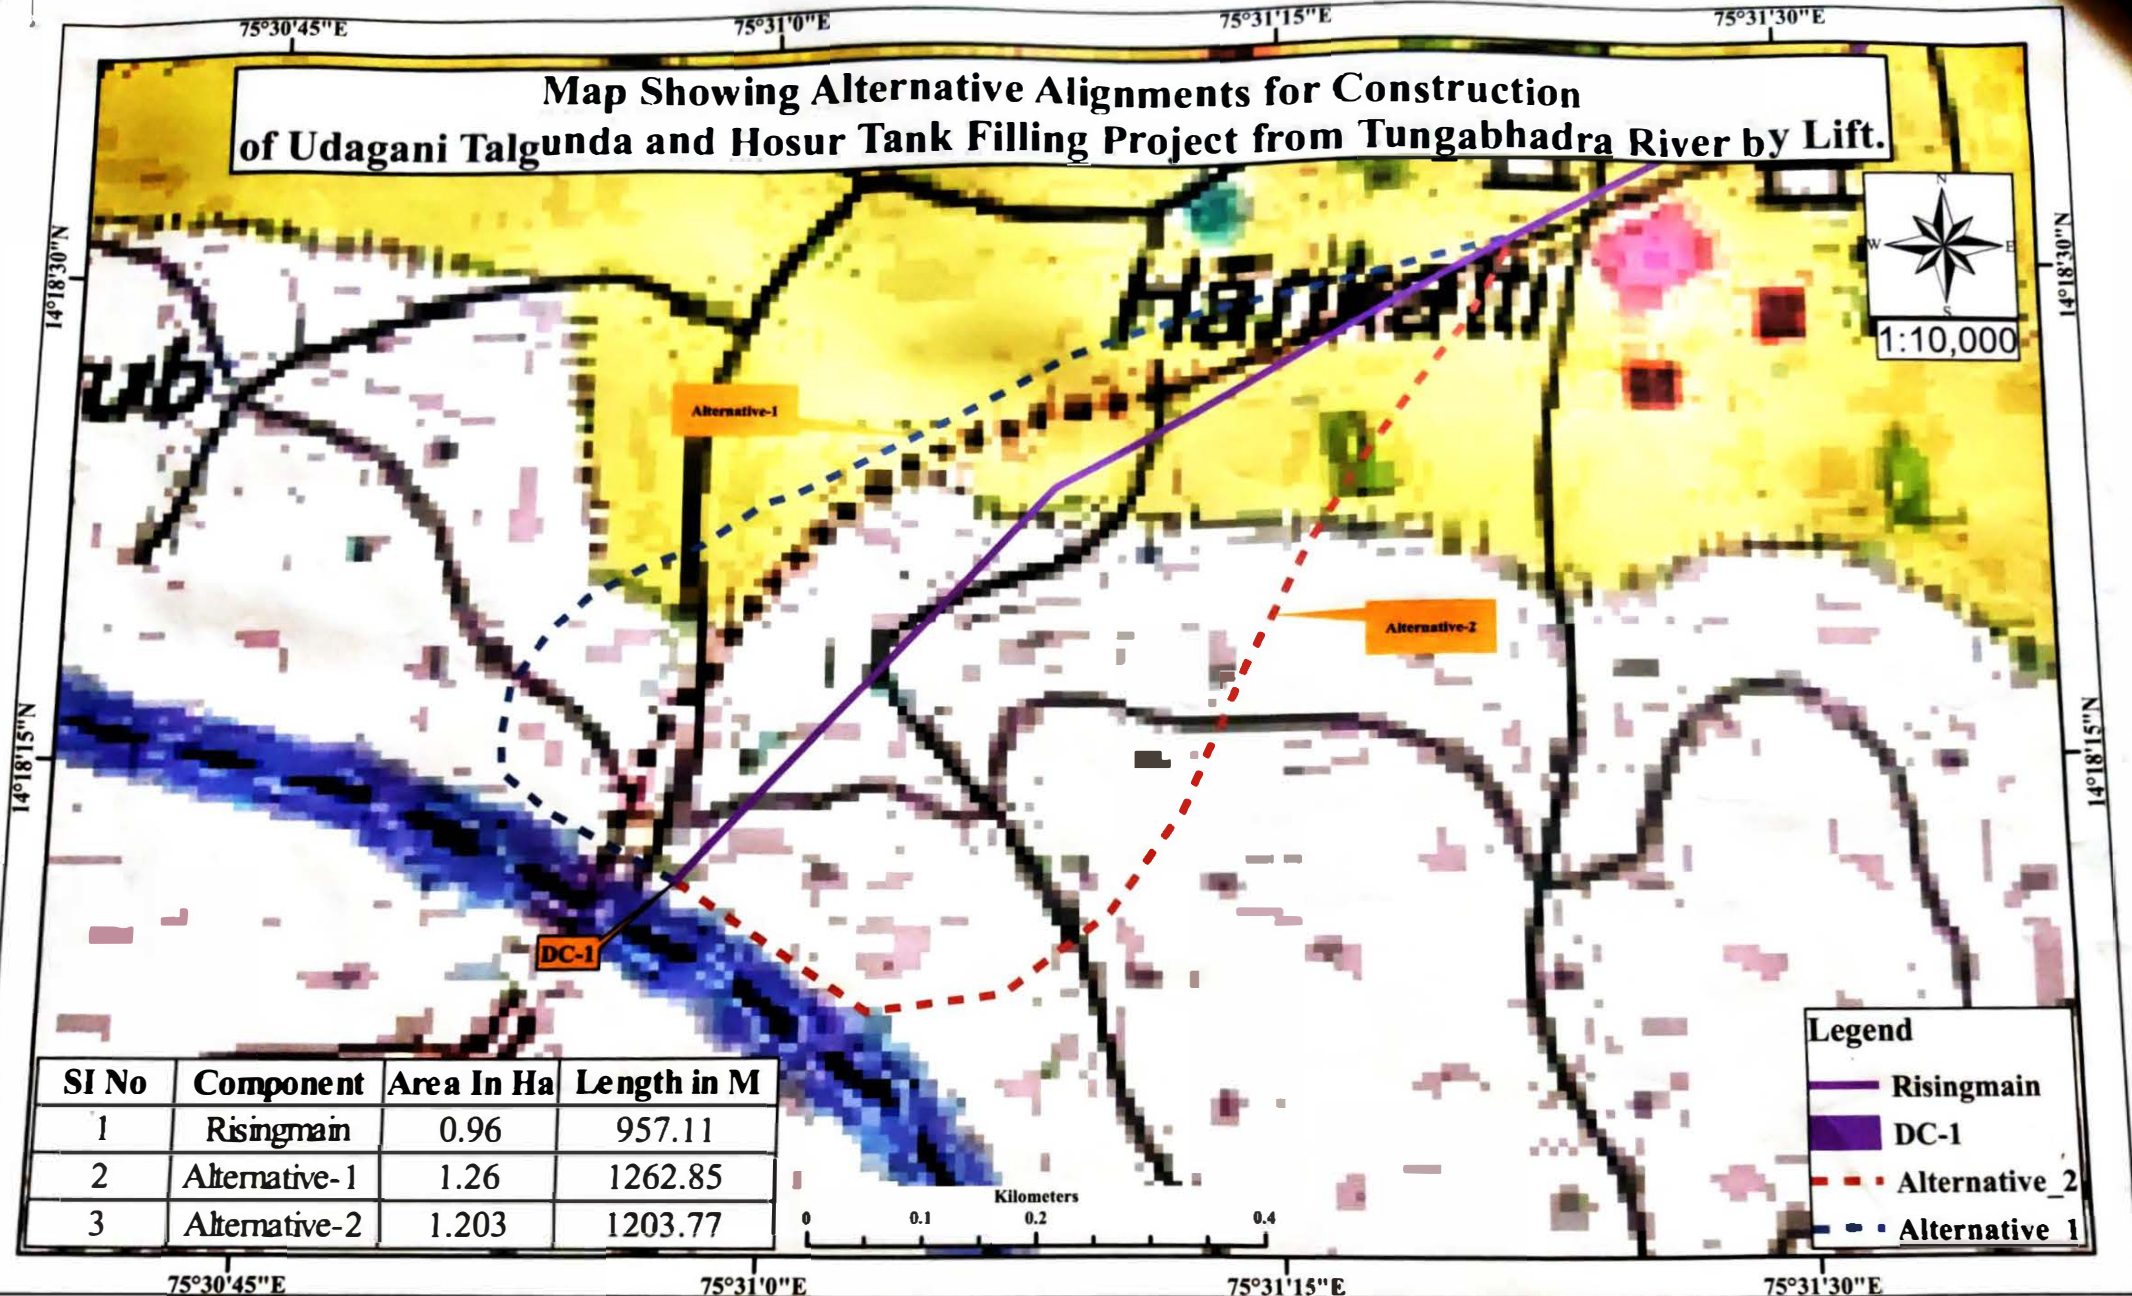 75°30'45"E 75°31'0"E 75°31'15"E 75°31'30"E
Map Showing Alternative Alignments for Construction
of Udagani Talgunda and Hosur Tank Filling Project from Tungabhadra River by Lift.
N
W E
S
1:10,000
14°18'30"N 14°18'30"N
ub
Alternative-1
Alternative-2
14°18'15"N 14°18'15"N
DC-1
Legend
Risingmain
DC-1
Alternative_2
Alternative_1
SI No Component Area In Ha Length in M
1 Risingmain 0.96 957.11
2 Alternative-1 1.26 1262.85
3 Alternative-2 1.203 1203.77
Kilometers
0 0.1 0.2 0.4
75°30'45"E 75°31'0"E 75°31'15"E 75°31'30"E